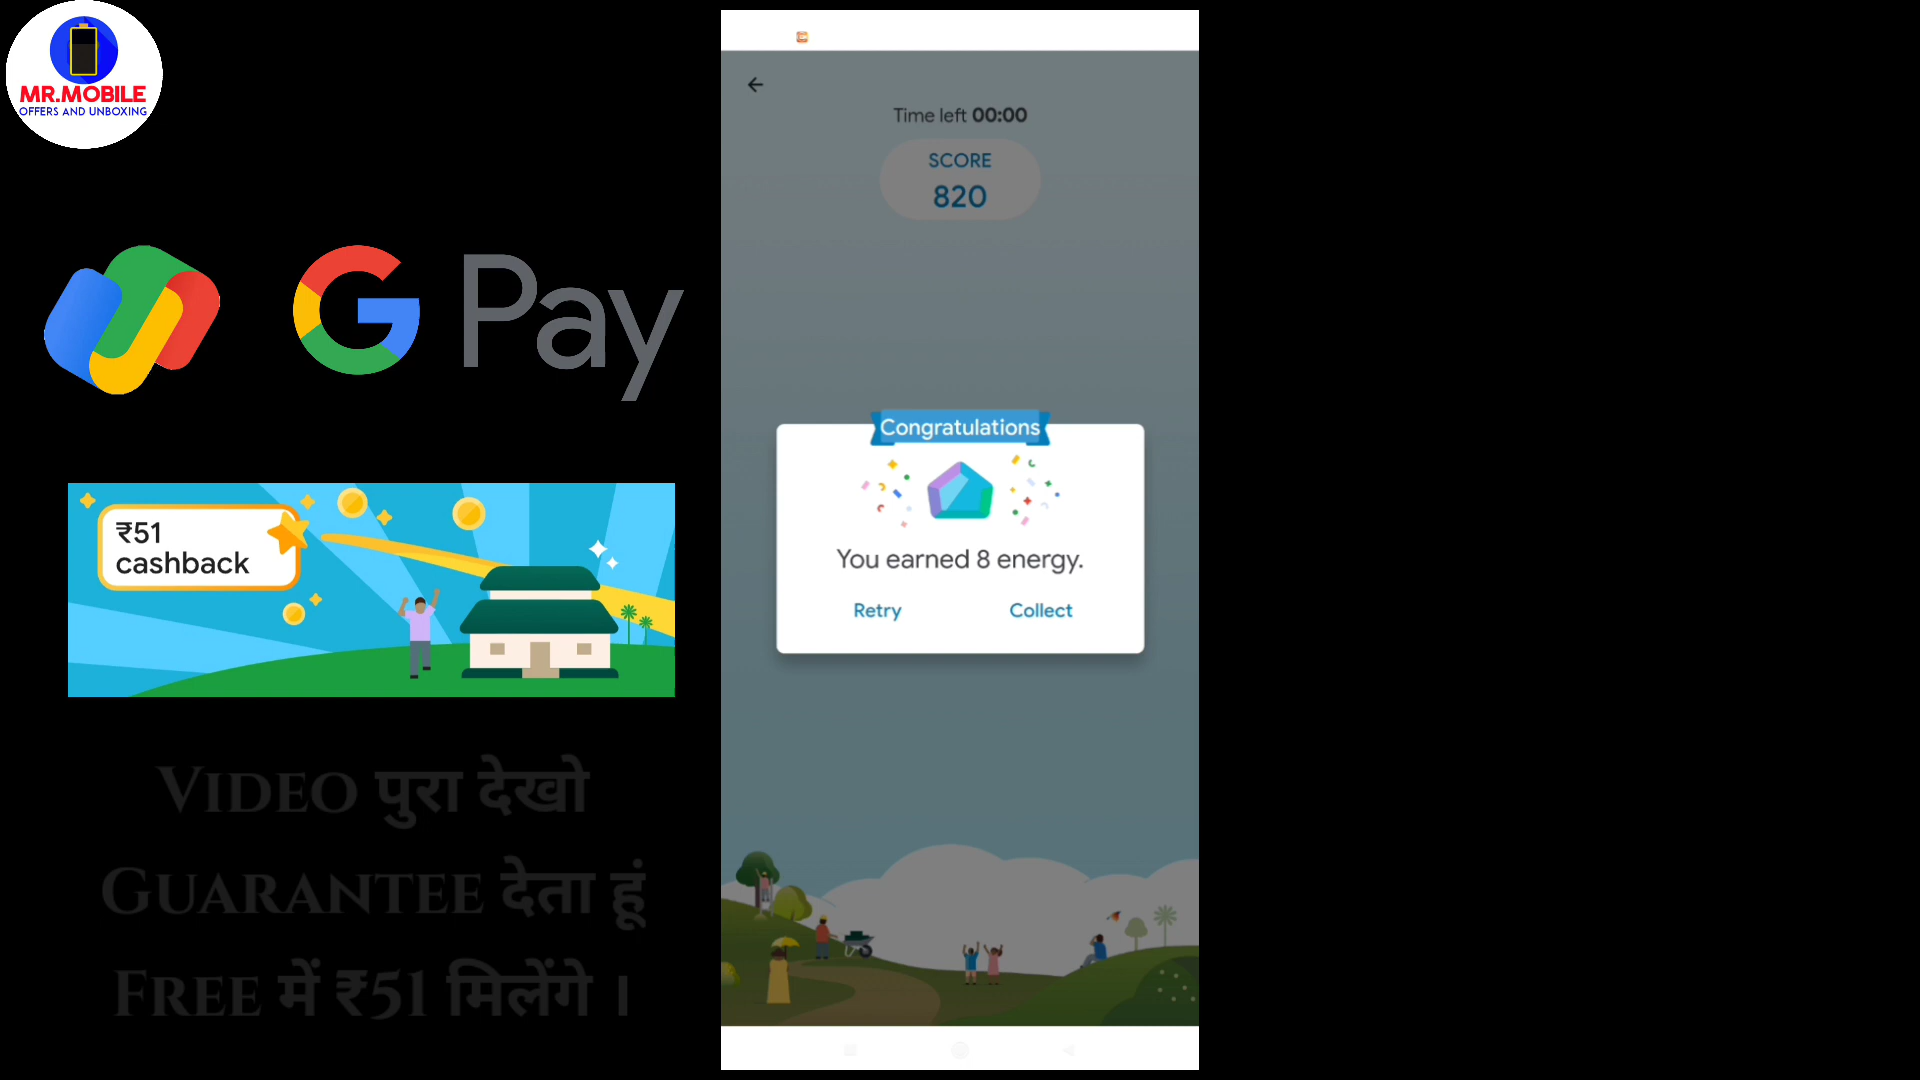 MR.MOBILE
OFFERS AND UNBOXING
G Pay
₹51
cashback
VIDEO पुरा देखो
GUARANTEE देता हूं
FREE में ₹51 मिलेंगे ।
Time left 00:00
SCORE
820
Congratulations
You earned 8 energy.
Retry
Collect